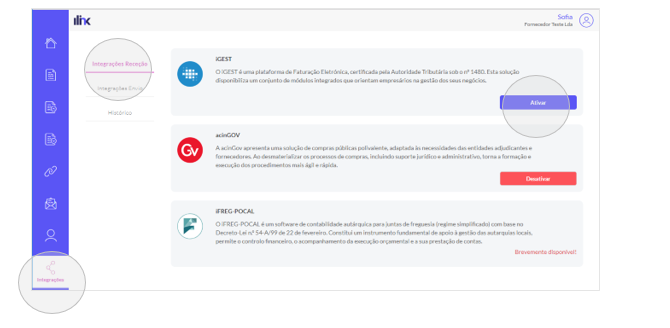 ilink
Sofia
Fornecedor Teste Lda
Integrações Receção
Integrações Envio
Histórico
iGEST
O iGEST é uma plataforma de Faturação Eletrónica, certificada pela Autoridade Tributária sob o nº 1480. Esta solução
disponibiliza um conjunto de módulos integrados que orientam empresários na gestão dos seus negócios.
Ativar
Gv
acinGOV
A acinGov apresenta uma solução de compras públicas polivalente, adaptada às necessidades das entidades adjudicantes e
fornecedores. Ao desmaterializar os processos de compras, incluindo suporte jurídico e administrativo, torna a formação e
execução dos procedimentos mais ágil e rápida.
Desativar
iFREG-POCAL
O iFREG-POCAL é um software de contabilidade autárquica para juntas de freguesia (regime simplificado) com base no
Decreto-Lei nº 54-A/99 de 22 de fevereiro. Constitui um instrumento fundamental de apoio à gestão das autarquias locais,
permite o controlo financeiro, o acompanhamento da execução orçamental e a sua prestação de contas.
Brevemente disponível!
Integrações